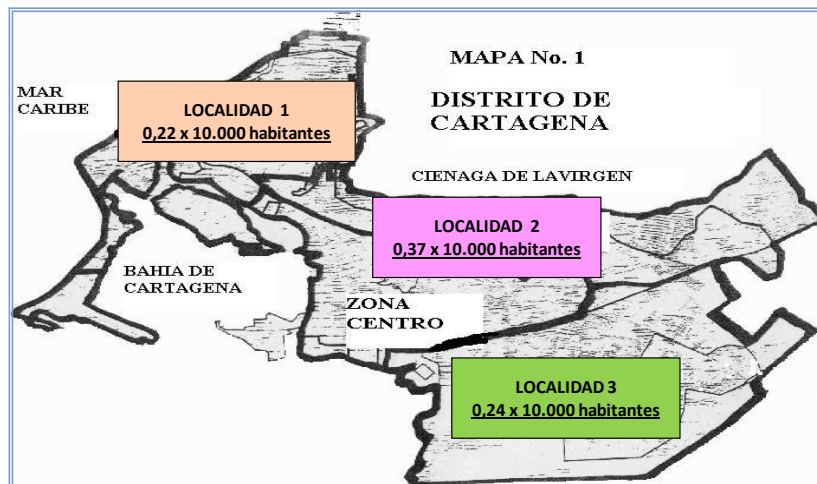 MAPA No. 1
DISTRITO DE
CARTAGENA
MAR
CARIBE
LOCALIDAD 1
0,22 x 10.000 habitantes
CIENAGA DE LAVIRGEN
LOCALIDAD 2
0,37 x 10.000 habitantes
BAHIA DE
CARTAGENA
ZONA
CENTRO
LOCALIDAD 3
0,24 x 10.000 habitantes